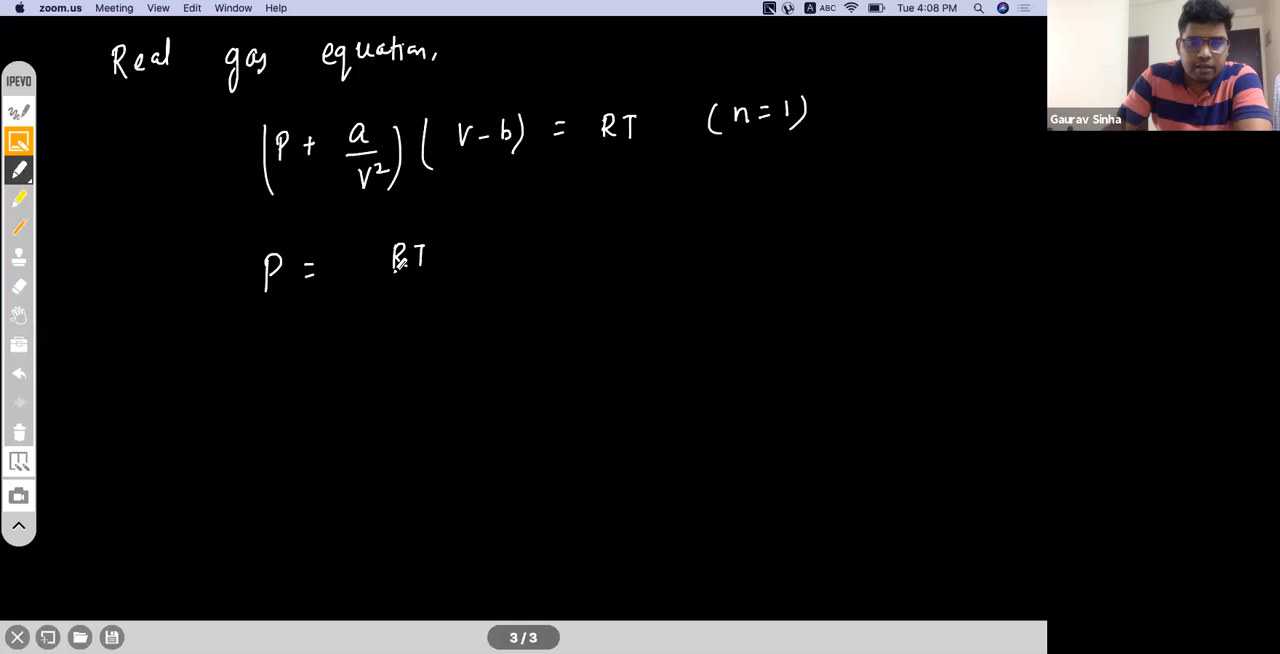 zoom.us Meeting View Edit Window Help A ABC Tue 4:08 PM
IPEVO
Real gas equation,
(P + a/V²) (V - b) = RT (n = 1)
P = RT
Gaurav Sinha
3 / 3